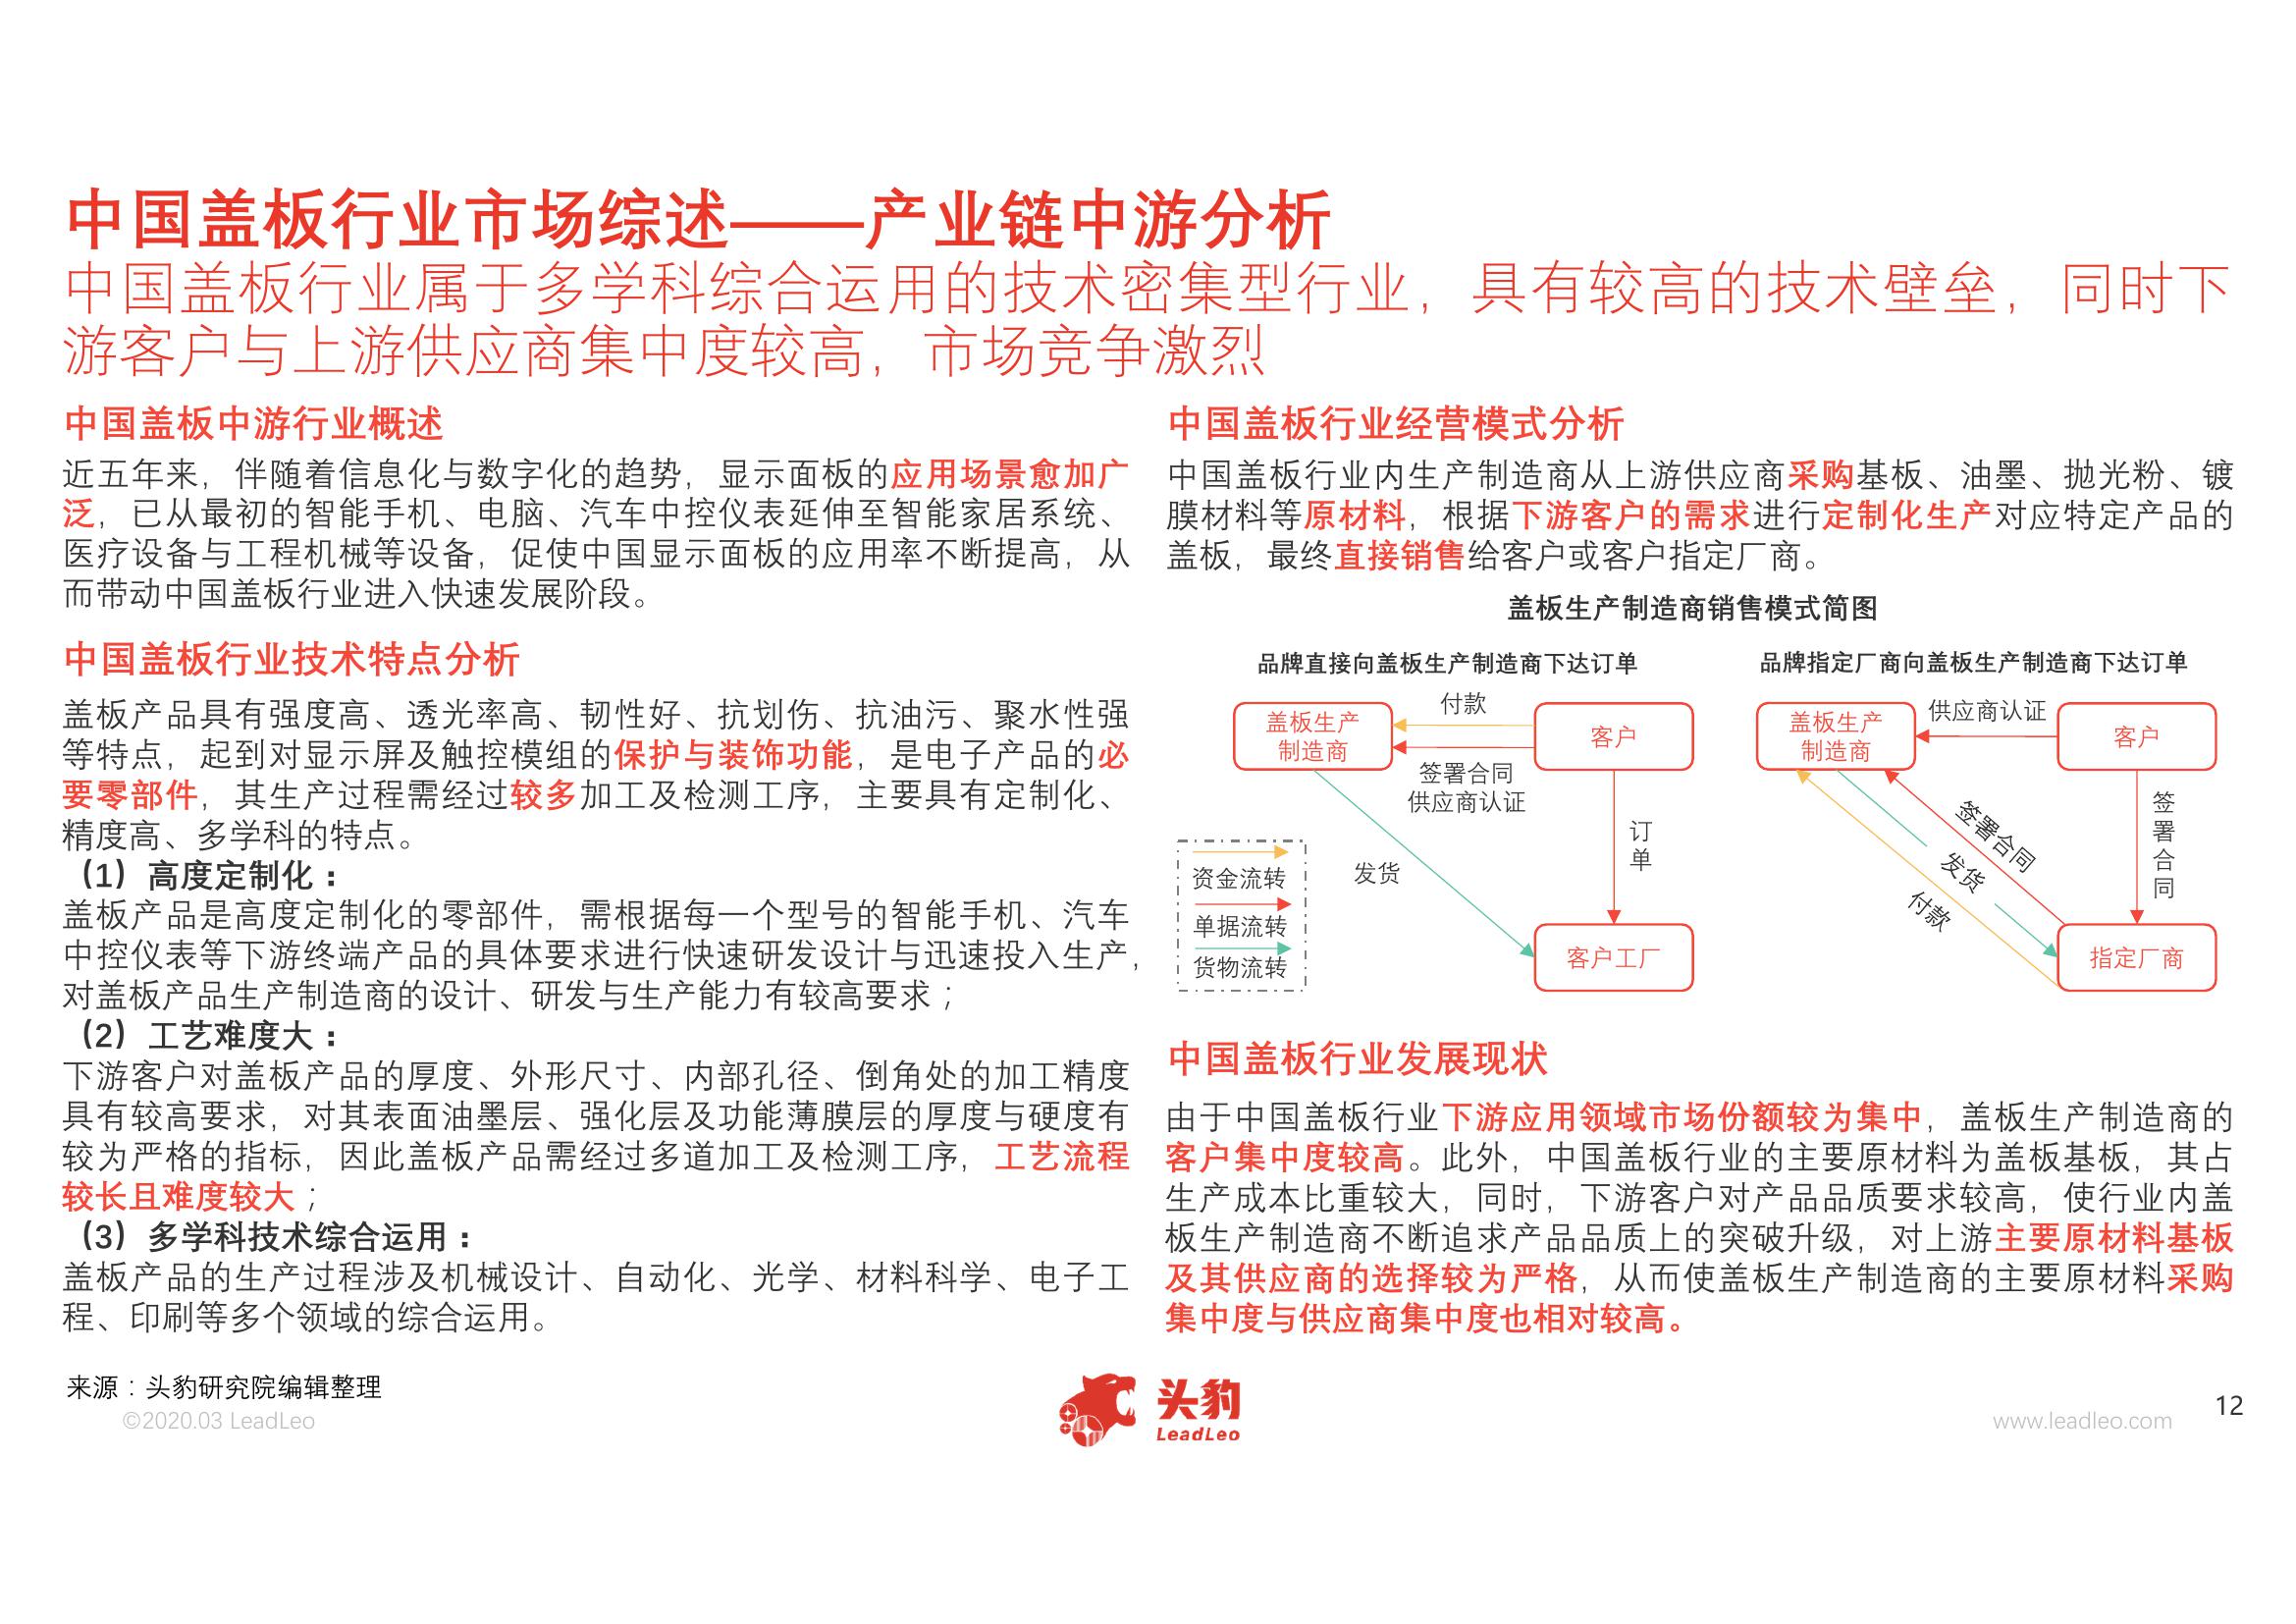 中国盖板行业市场综述——产业链中游分析
中国盖板行业属于多学科综合运用的技术密集型行业，具有较高的技术壁垒，同时下
游客户与上游供应商集中度较高，市场竞争激烈
中国盖板中游行业概述
近五年来，伴随着信息化与数字化的趋势，显示面板的应用场景愈加广
泛，已从最初的智能手机、电脑、汽车中控仪表延伸至智能家居系统、
医疗设备与工程机械等设备，促使中国显示面板的应用率不断提高，从
而带动中国盖板行业进入快速发展阶段。
中国盖板行业技术特点分析
盖板产品具有强度高、透光率高、韧性好、抗划伤、抗油污、聚水性强
等特点，起到对显示屏及触控模组的保护与装饰功能，是电子产品的必
要零部件，其生产过程需经过较多加工及检测工序，主要具有定制化、
精度高、多学科的特点。
（1）高度定制化：
盖板产品是高度定制化的零部件，需根据每一个型号的智能手机、汽车
中控仪表等下游终端产品的具体要求进行快速研发设计与迅速投入生产，
对盖板产品生产制造商的设计、研发与生产能力有较高要求；
（2）工艺难度大：
下游客户对盖板产品的厚度、外形尺寸、内部孔径、倒角处的加工精度
具有较高要求，对其表面油墨层、强化层及功能薄膜层的厚度与硬度有
较为严格的指标，因此盖板产品需经过多道加工及检测工序，工艺流程
较长且难度较大；
（3）多学科技术综合运用：
盖板产品的生产过程涉及机械设计、自动化、光学、材料科学、电子工
程、印刷等多个领域的综合运用。
中国盖板行业经营模式分析
中国盖板行业内生产制造商从上游供应商采购基板、油墨、抛光粉、镀
膜材料等原材料，根据下游客户的需求进行定制化生产对应特定产品的
盖板，最终直接销售给客户或客户指定厂商。
盖板生产制造商销售模式简图
品牌直接向盖板生产制造商下达订单
盖板生产
制造商
付款
客户
签署合同
供应商认证
订
单
发货
客户工厂
资金流转
单据流转
货物流转
品牌指定厂商向盖板生产制造商下达订单
盖板生产
制造商
供应商认证
客户
签
署
合
同
签署合同
发货
付款
指定厂商
中国盖板行业发展现状
由于中国盖板行业下游应用领域市场份额较为集中，盖板生产制造商的
客户集中度较高。此外，中国盖板行业的主要原材料为盖板基板，其占
生产成本比重较大，同时，下游客户对产品品质要求较高，使行业内盖
板生产制造商不断追求产品品质上的突破升级，对上游主要原材料基板
及其供应商的选择较为严格，从而使盖板生产制造商的主要原材料采购
集中度与供应商集中度也相对较高。
来源：头豹研究院编辑整理
©2020.03 LeadLeo
头豹
LeadLeo
www.leadleo.com
12